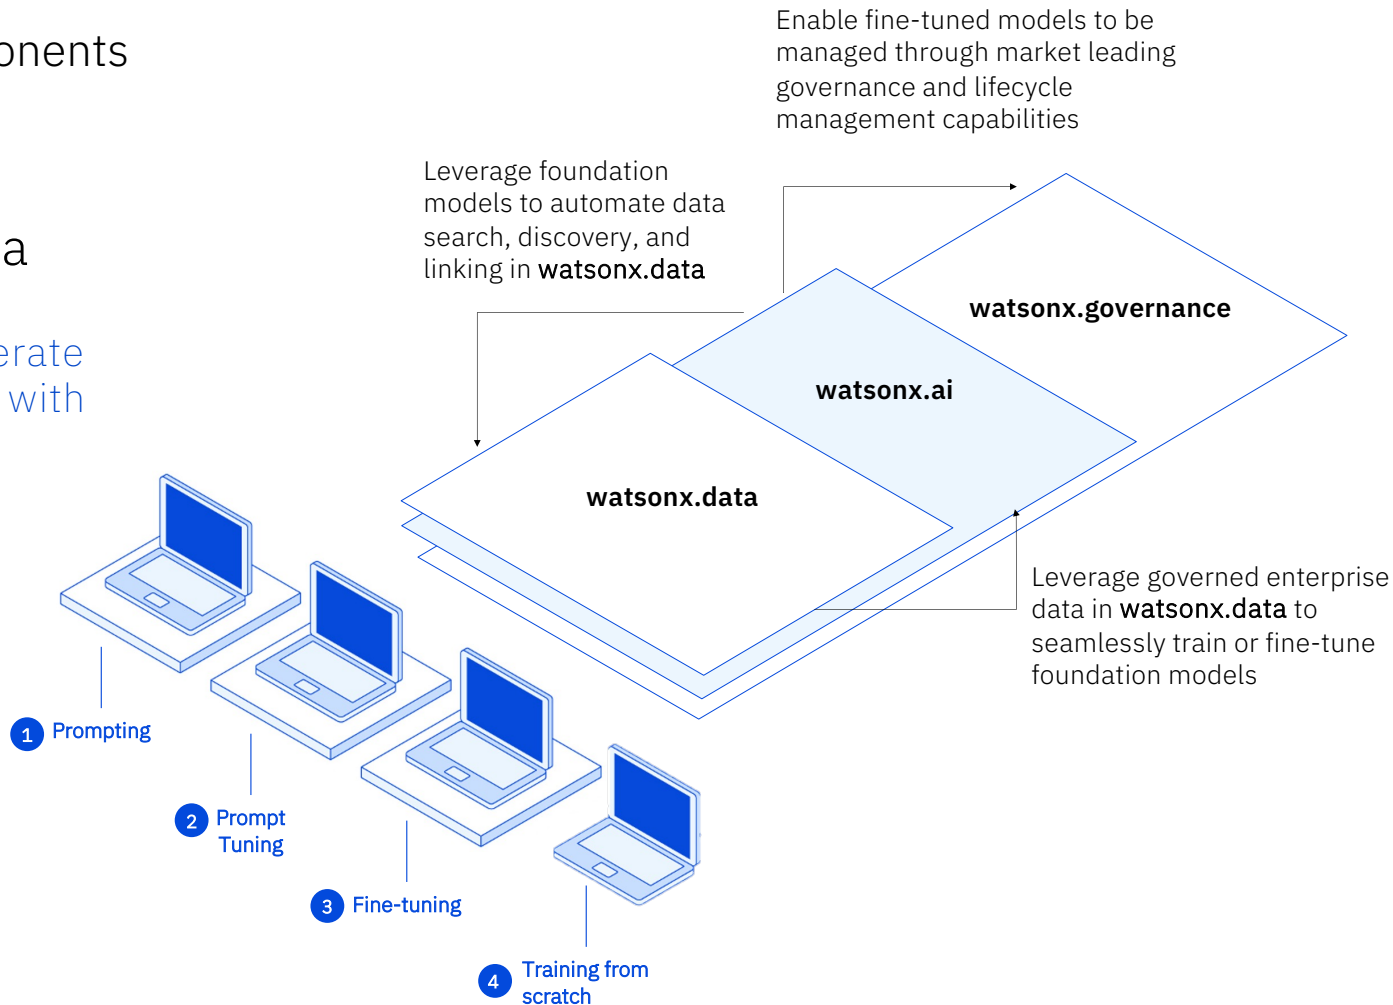 onents
a
erate
with
Enable fine-tuned models to be
managed through market leading
governance and lifecycle
management capabilities
Leverage foundation
models to automate data
search, discovery, and
linking in watsonx.data
watsonx.governance
watsonx.ai
watsonx.data
Leverage governed enterprise
data in watsonx.data to
seamlessly train or fine-tune
foundation models
1 Prompting
2 Prompt
Tuning
3 Fine-tuning
4 Training from
scratch